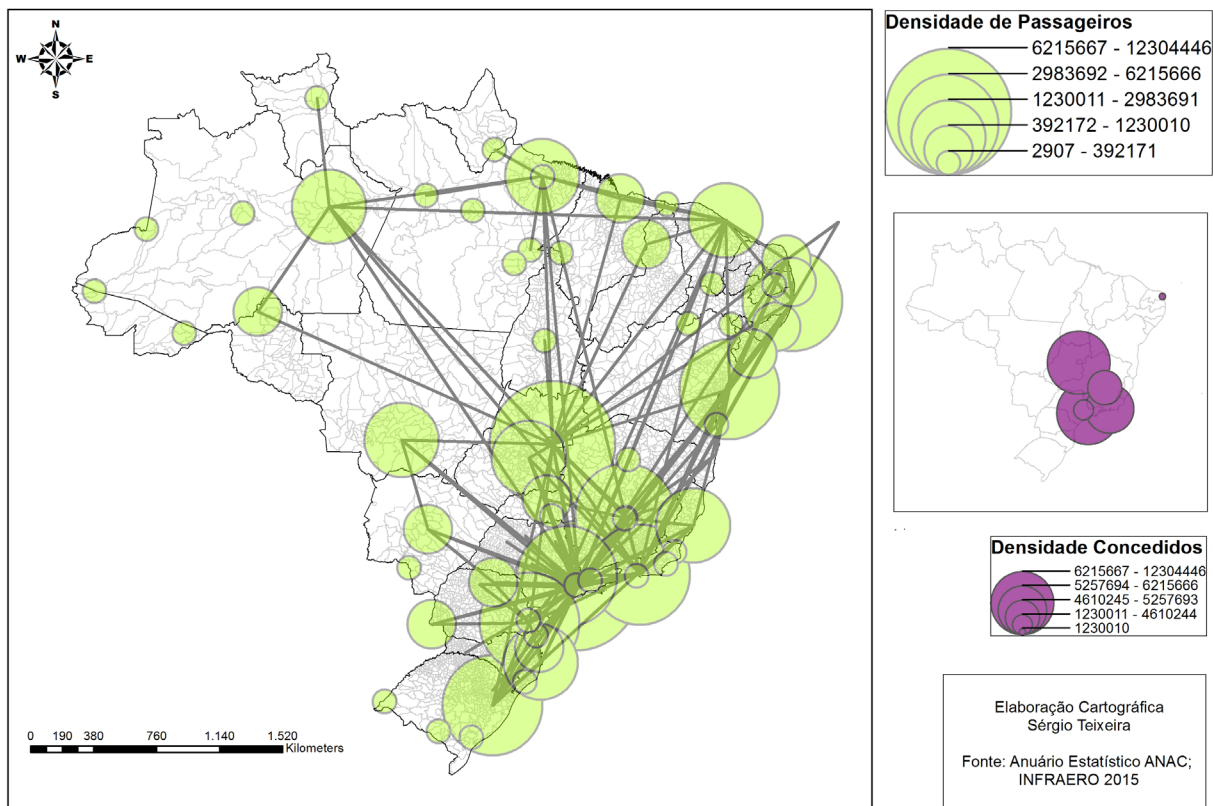 N
W
E
S
0
190
380
760
1.140
1.520
Kilometers
Densidade de Passageiros
6215667 - 12304446
2983692 - 6215666
1230011 - 2983691
392172 - 1230010
2907 - 392171
Densidade Concedidos
6215667 - 12304446
5257694 - 6215666
4610245 - 5257693
1230011 - 4610244
1230010
Elaboração Cartográfica
Sérgio Teixeira
Fonte: Anuário Estatístico ANAC;
INFRAERO 2015